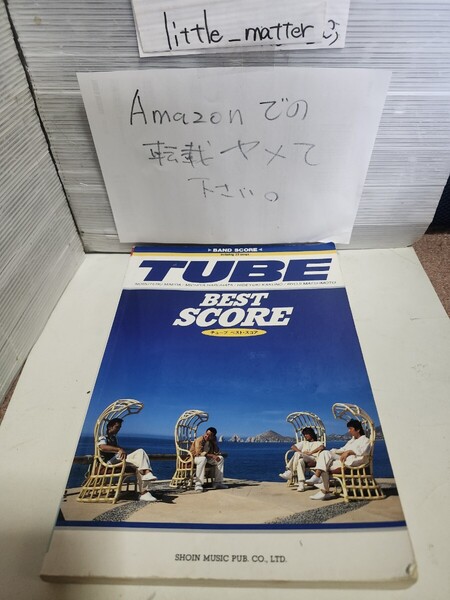 little_matter_
Amazonでの
転載ヤメて
下さい。
BAND SCORE
TUBE
BEST
SCORE
チューブ ベスト・スコア
SHOIN MUSIC PUB. CO., LTD.